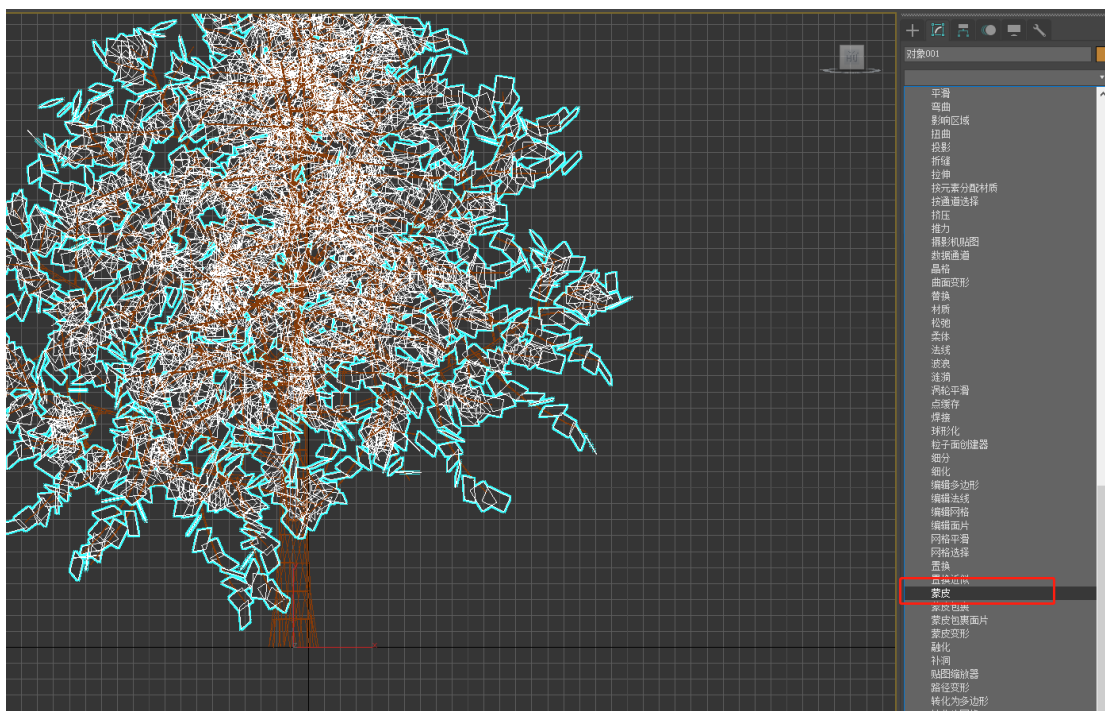 前
x
对象001
平滑
弯曲
影响区域
扭曲
投影
折缝
拉伸
按元素分配材质
按通道选择
挤压
推力
摄影机贴图
数据通道
晶格
曲面变形
替换
材质
松弛
柔体
法线
波浪
涟漪
涡轮平滑
点缓存
焊接
球形化
粒子面创建器
细分
细化
编辑多边形
编辑法线
编辑网格
编辑面片
网格平滑
网格选择
置换
置换近似
蒙皮
蒙皮包裹
蒙皮包裹面片
蒙皮变形
融化
补洞
贴图缩放器
路径变形
转化为多边形